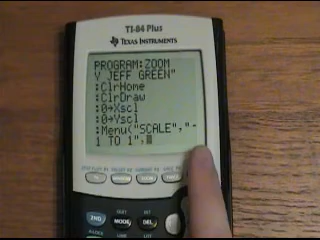 TI-84 Plus
TEXAS INSTRUMENTS
PROGRAM:ZOOM
Y JEFF GREEN"
:ClrHome
:ClrDraw
:0→Xscl
:0→Yscl
:Menu("SCALE","-
1 TO 1",
2ND
MODE
DEL